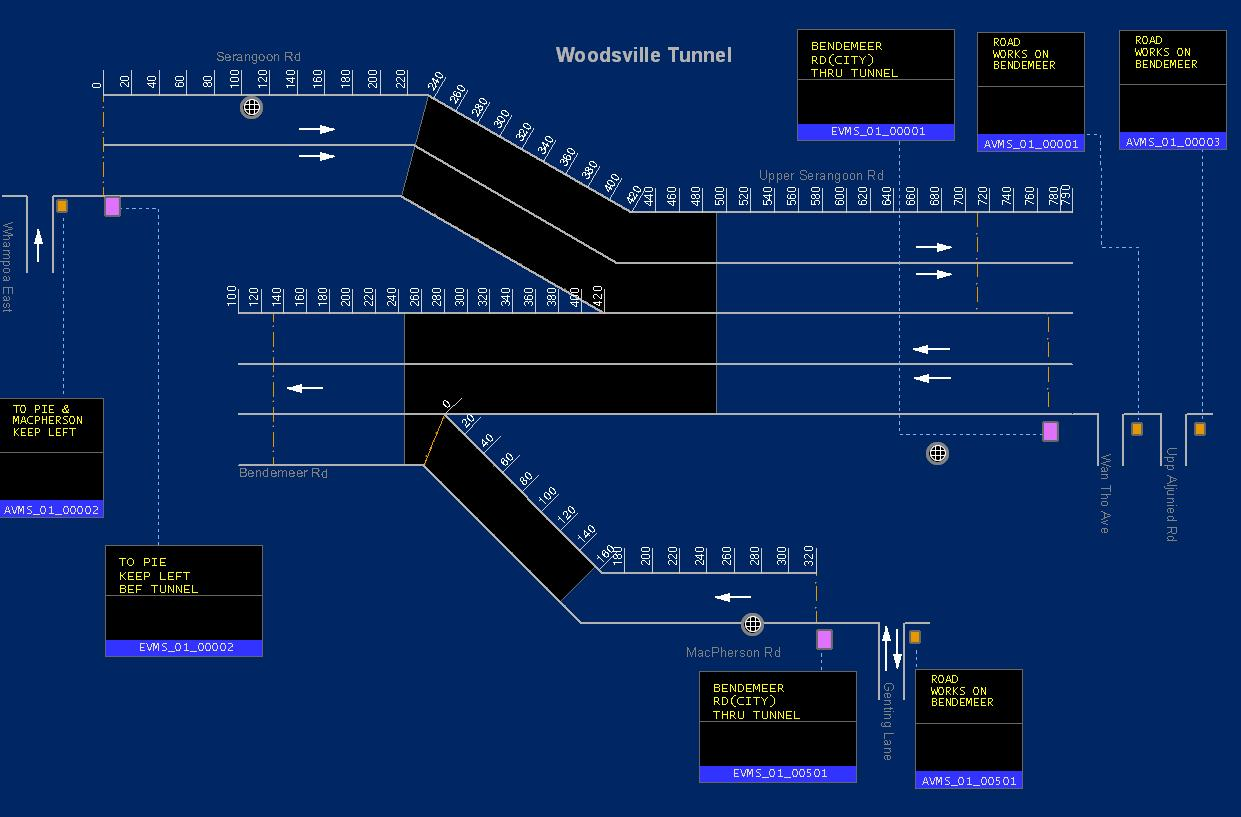 Woodsville Tunnel
Serangoon Rd
0 20 40 60 80 100 120 140 160 180 200 220 240 260 280 300 320 340 360 380 400 420 440 460 480 500 520 540 560 580 600 620 640 660 680 700 720 740 760 780 790
Upper Serangoon Rd
BENDEMEER
RD(CITY)
THRU TUNNEL
EVMS_01_00001
ROAD
WORKS ON
BENDEMEER
AVMS_01_00001
ROAD
WORKS ON
BENDEMEER
AVMS_01_00003
Whampoa East
100 120 140 160 180 200 220 240 260 280 300 320 340 360 380 400 420
TO PIE &
MACPHERSON
KEEP LEFT
AVMS_01_00002
Bendemeer Rd
Wan Tho Ave
Upp Aljunied Rd
TO PIE
KEEP LEFT
BEF TUNNEL
EVMS_01_00002
0 20 40 60 80 100 120 140 160 180 200 220 240 260 280 300 320
MacPherson Rd
Genting Lane
BENDEMEER
RD(CITY)
THRU TUNNEL
EVMS_01_00501
ROAD
WORKS ON
BENDEMEER
AVMS_01_00501